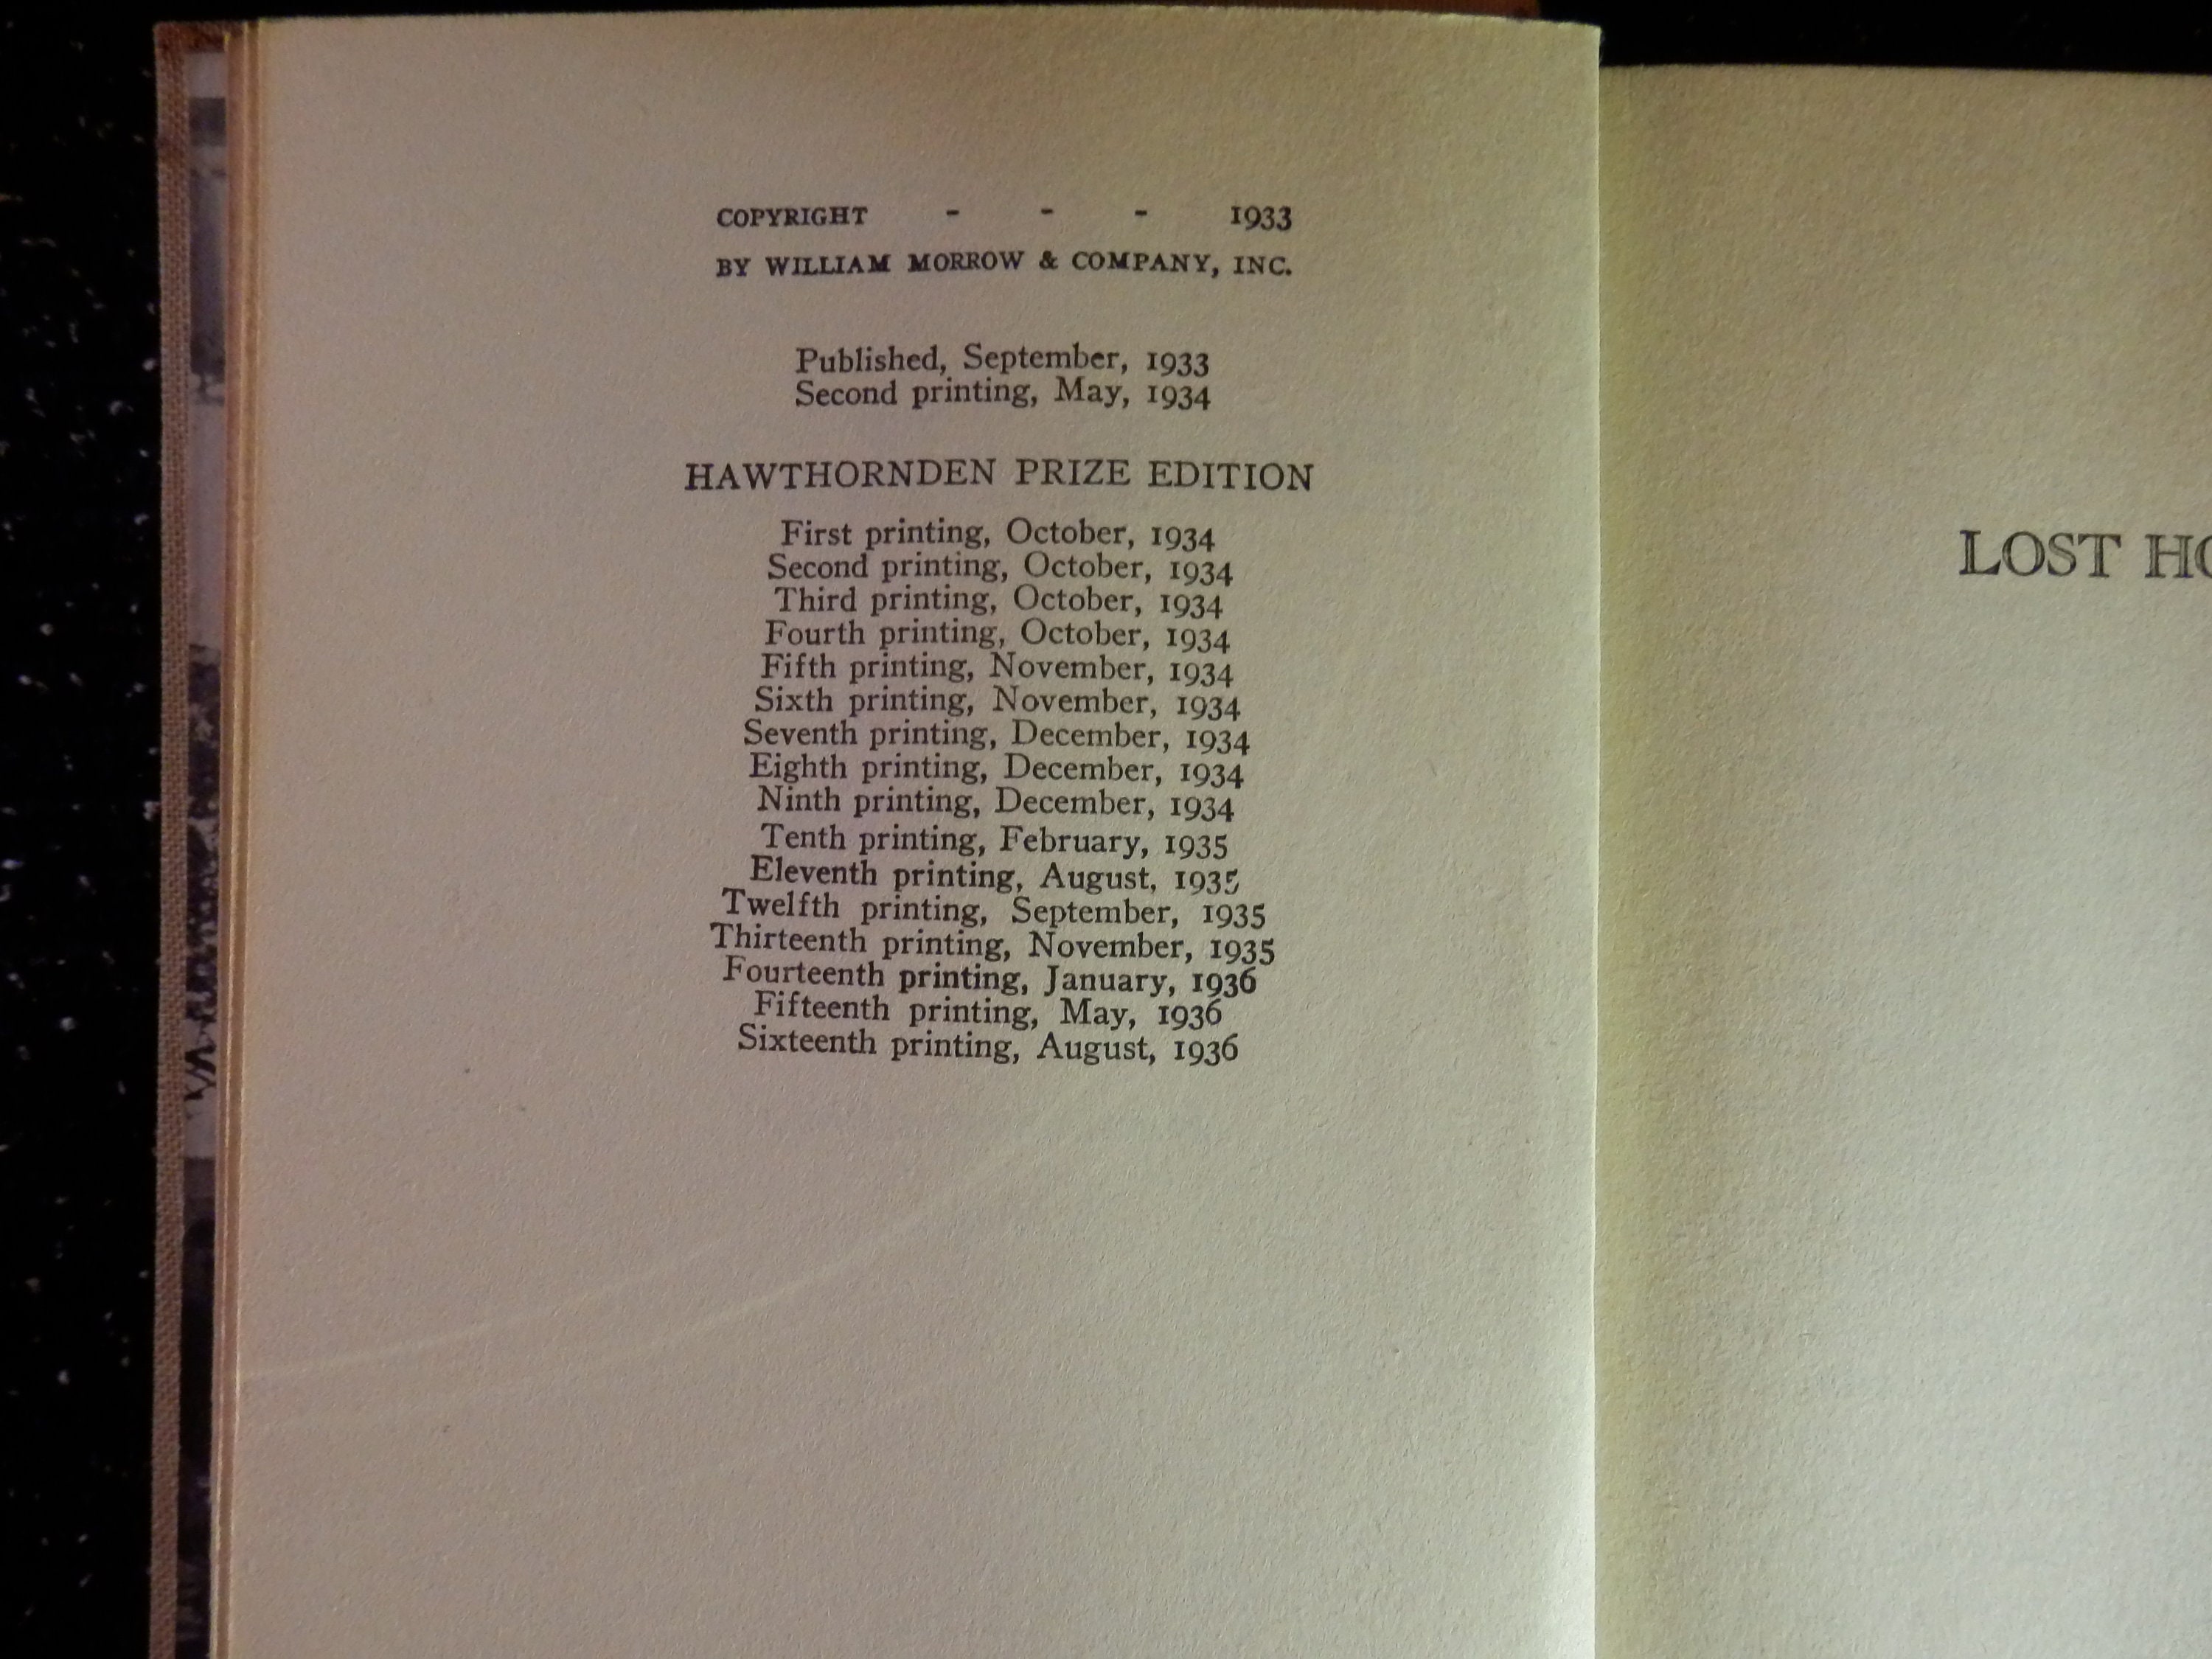 COPYRIGHT - - - 1933
BY WILLIAM MORROW & COMPANY, INC.
Published, September, 1933
Second printing, May, 1934
HAWTHORNDEN PRIZE EDITION
First printing, October, 1934
Second printing, October, 1934
Third printing, October, 1934
Fourth printing, October, 1934
Fifth printing, November, 1934
Sixth printing, November, 1934
Seventh printing, December, 1934
Eighth printing, December, 1934
Ninth printing, December, 1934
Tenth printing, February, 1935
Eleventh printing, August, 1935
Twelfth printing, September, 1935
Thirteenth printing, November, 1935
Fourteenth printing, January, 1936
Fifteenth printing, May, 1936
Sixteenth printing, August, 1936
LOST HO